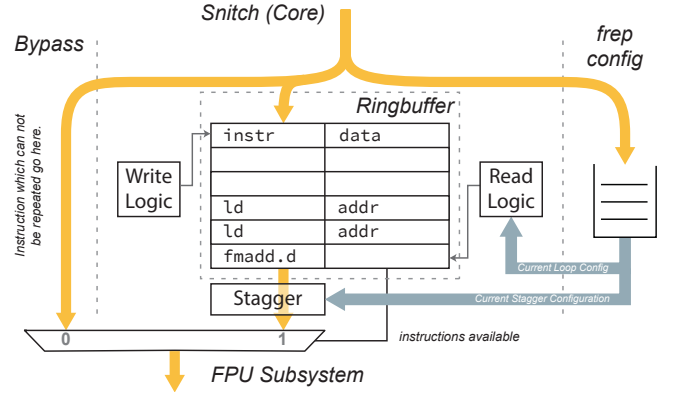 Snitch (Core)
Bypass
frep
config
Ringbuffer
instr data
Instruction which can not
be repeated go here.
Write
Logic
Read
Logic
ld addr
ld addr
fmadd.d
Current Loop Config
Stagger
Current Stagger Configuration
0 1
instructions available
FPU Subsystem